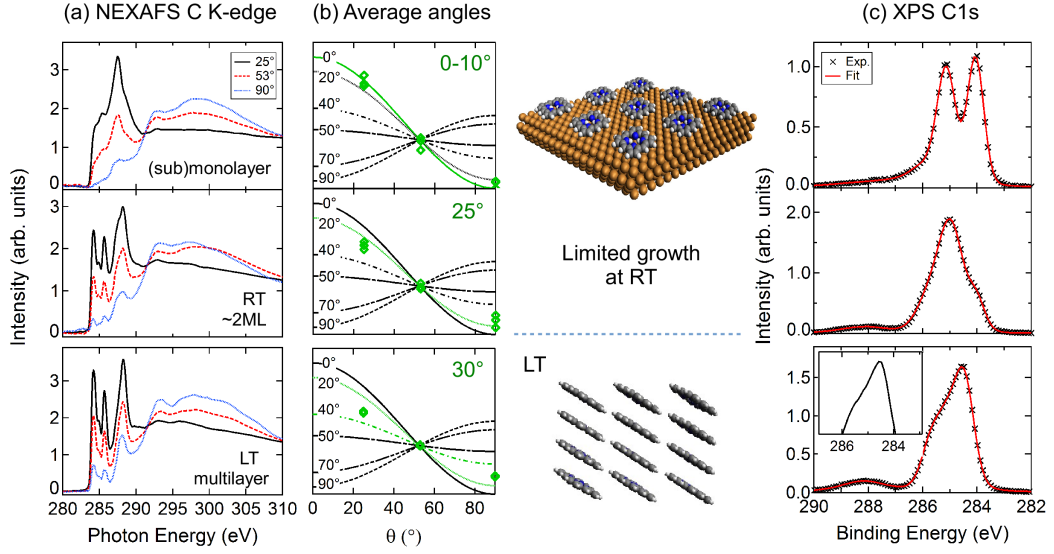 (a) NEXAFS C K-edge
(b) Average angles
(c) XPS C1s
Intensity (arb. units)
3
2
1
0
25°
53°
90°
(sub)monolayer
3
2
1
0
RT
~2ML
3
2
1
0
LT
multilayer
280 285 290 295 300 305 310
Photon Energy (eV)
0°
20°
40°
50°
70°
90°
0-10°
0°
20°
40°
50°
70°
90°
25°
0°
20°
40°
50°
70°
90°
30°
0 20 40 60 80
θ (°)
Limited growth
at RT
LT
Intensity (arb. units)
1.0
0.5
0.0
Exp.
Fit
2.0
1.0
0.0
1.5
1.0
0.5
0.0
286 284
290 288 286 284 282
Binding Energy (eV)